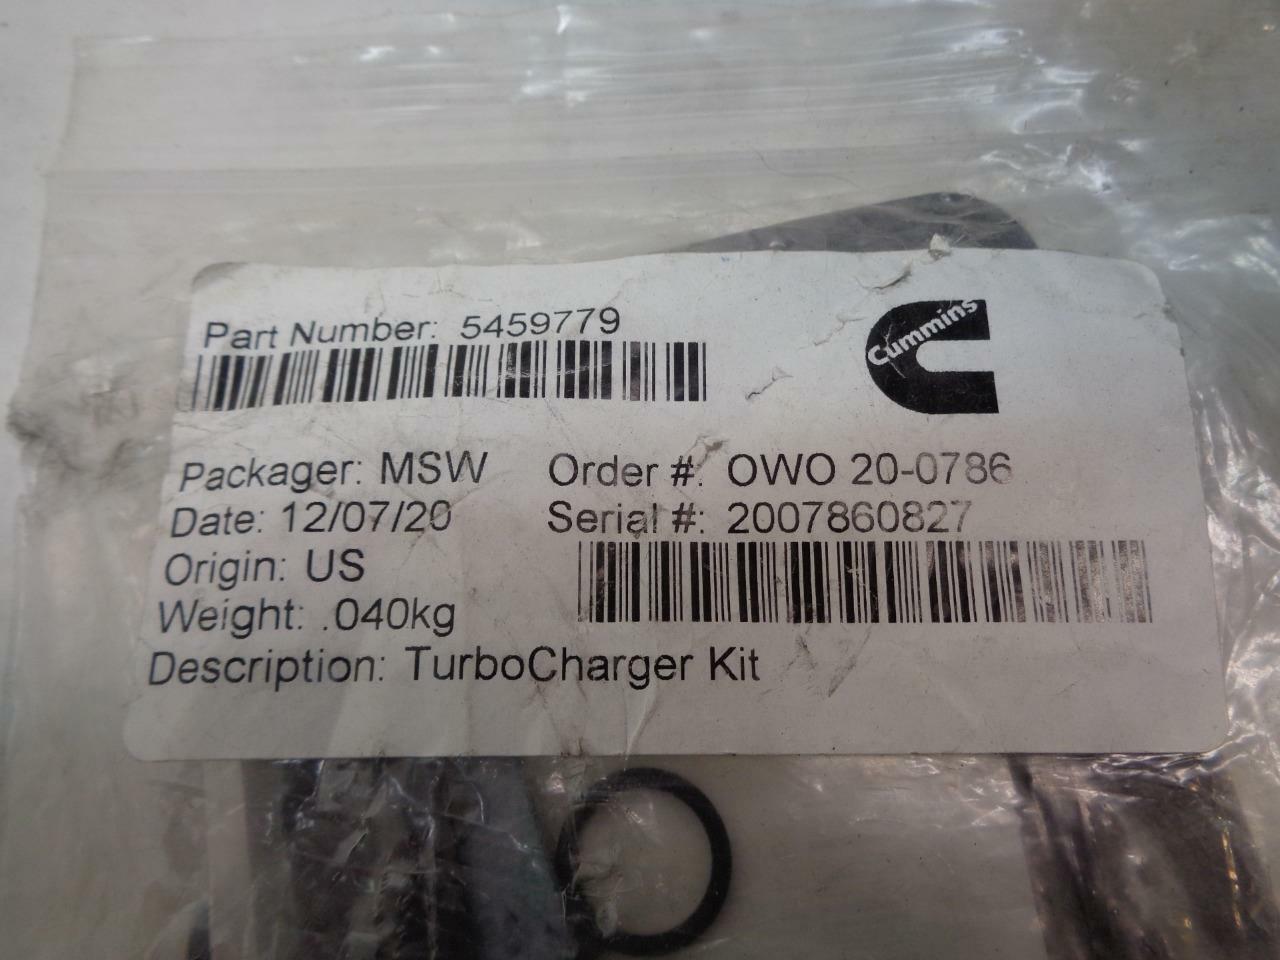 Part Number: 5459779
Cummins
Packager: MSW Order #: OWO 20-0786
Date: 12/07/20 Serial #: 2007860827
Origin: US
Weight: .040kg
Description: TurboCharger Kit